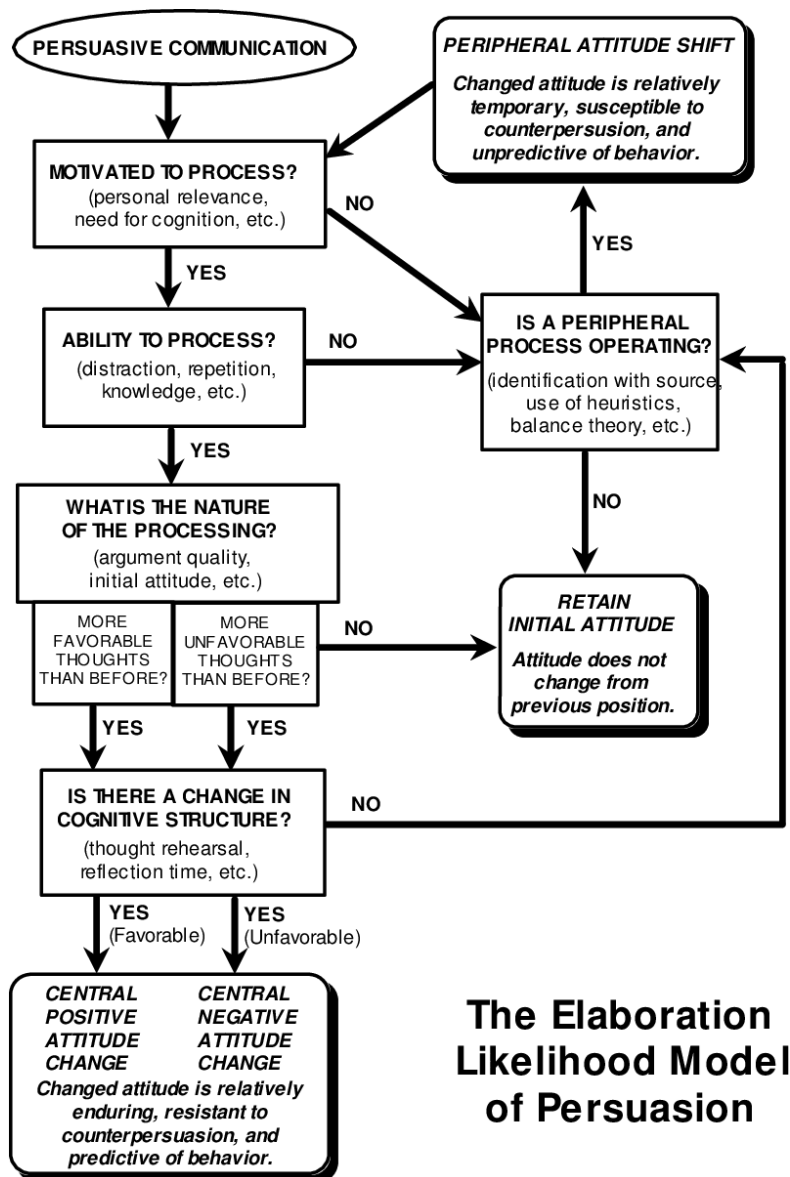 PERSUASIVE COMMUNICATION
PERIPHERAL ATTITUDE SHIFT
Changed attitude is relatively
temporary, susceptible to
counterpersusion, and
unpredictive of behavior.
MOTIVATED TO PROCESS?
(personal relevance,
need for cognition, etc.)
NO
YES
YES
ABILITY TO PROCESS?
(distraction, repetition,
knowledge, etc.)
NO
IS A PERIPHERAL
PROCESS OPERATING?
(identification with source,
use of heuristics,
balance theory, etc.)
YES
NO
WHAT IS THE NATURE
OF THE PROCESSING?
(argument quality,
initial attitude, etc.)
MORE
FAVORABLE
THOUGHTS
THAN BEFORE?
MORE
UNFAVORABLE
THOUGHTS
THAN BEFORE?
NO
RETAIN
INITIAL ATTITUDE
Attitude does not
change from
previous position.
YES
YES
IS THERE A CHANGE IN
COGNITIVE STRUCTURE?
(thought rehearsal,
reflection time, etc.)
NO
YES
(Favorable)
YES
(Unfavorable)
CENTRAL
POSITIVE
ATTITUDE
CHANGE
CENTRAL
NEGATIVE
ATTITUDE
CHANGE
Changed attitude is relatively
enduring, resistant to
counterpersuasion, and
predictive of behavior.
The Elaboration
Likelihood Model
of Persuasion